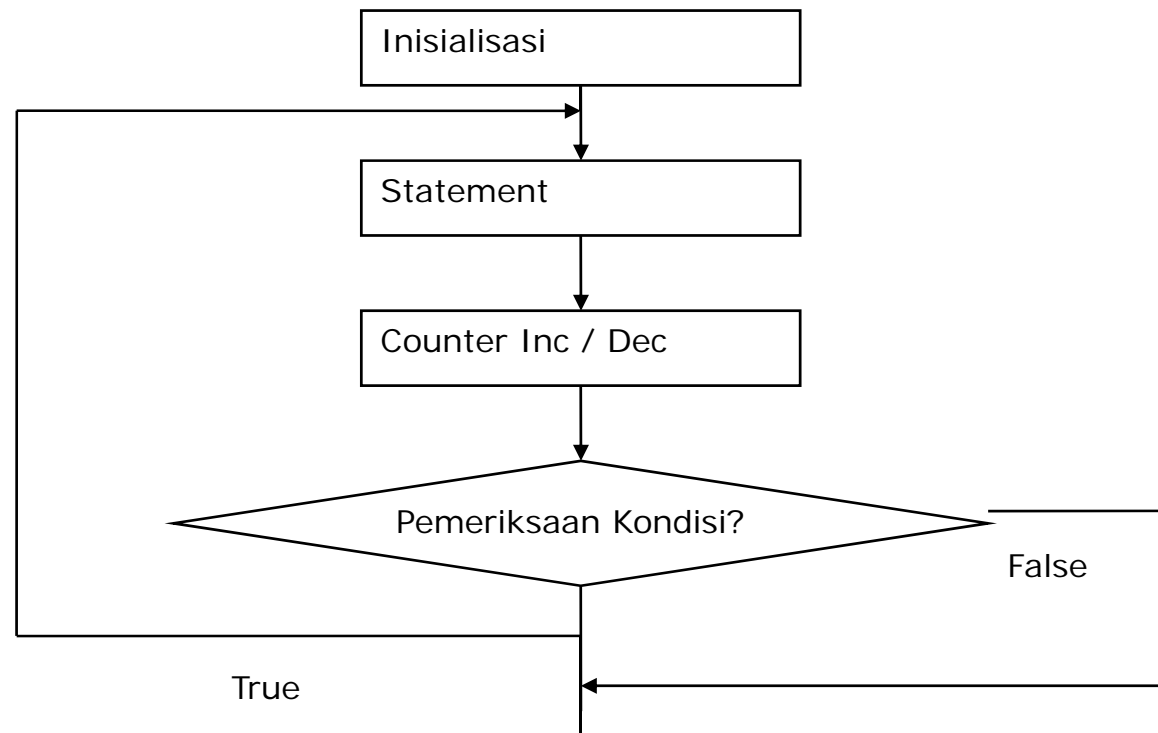 Inisialisasi
Statement
Counter Inc / Dec
Pemeriksaan Kondisi?
False
True